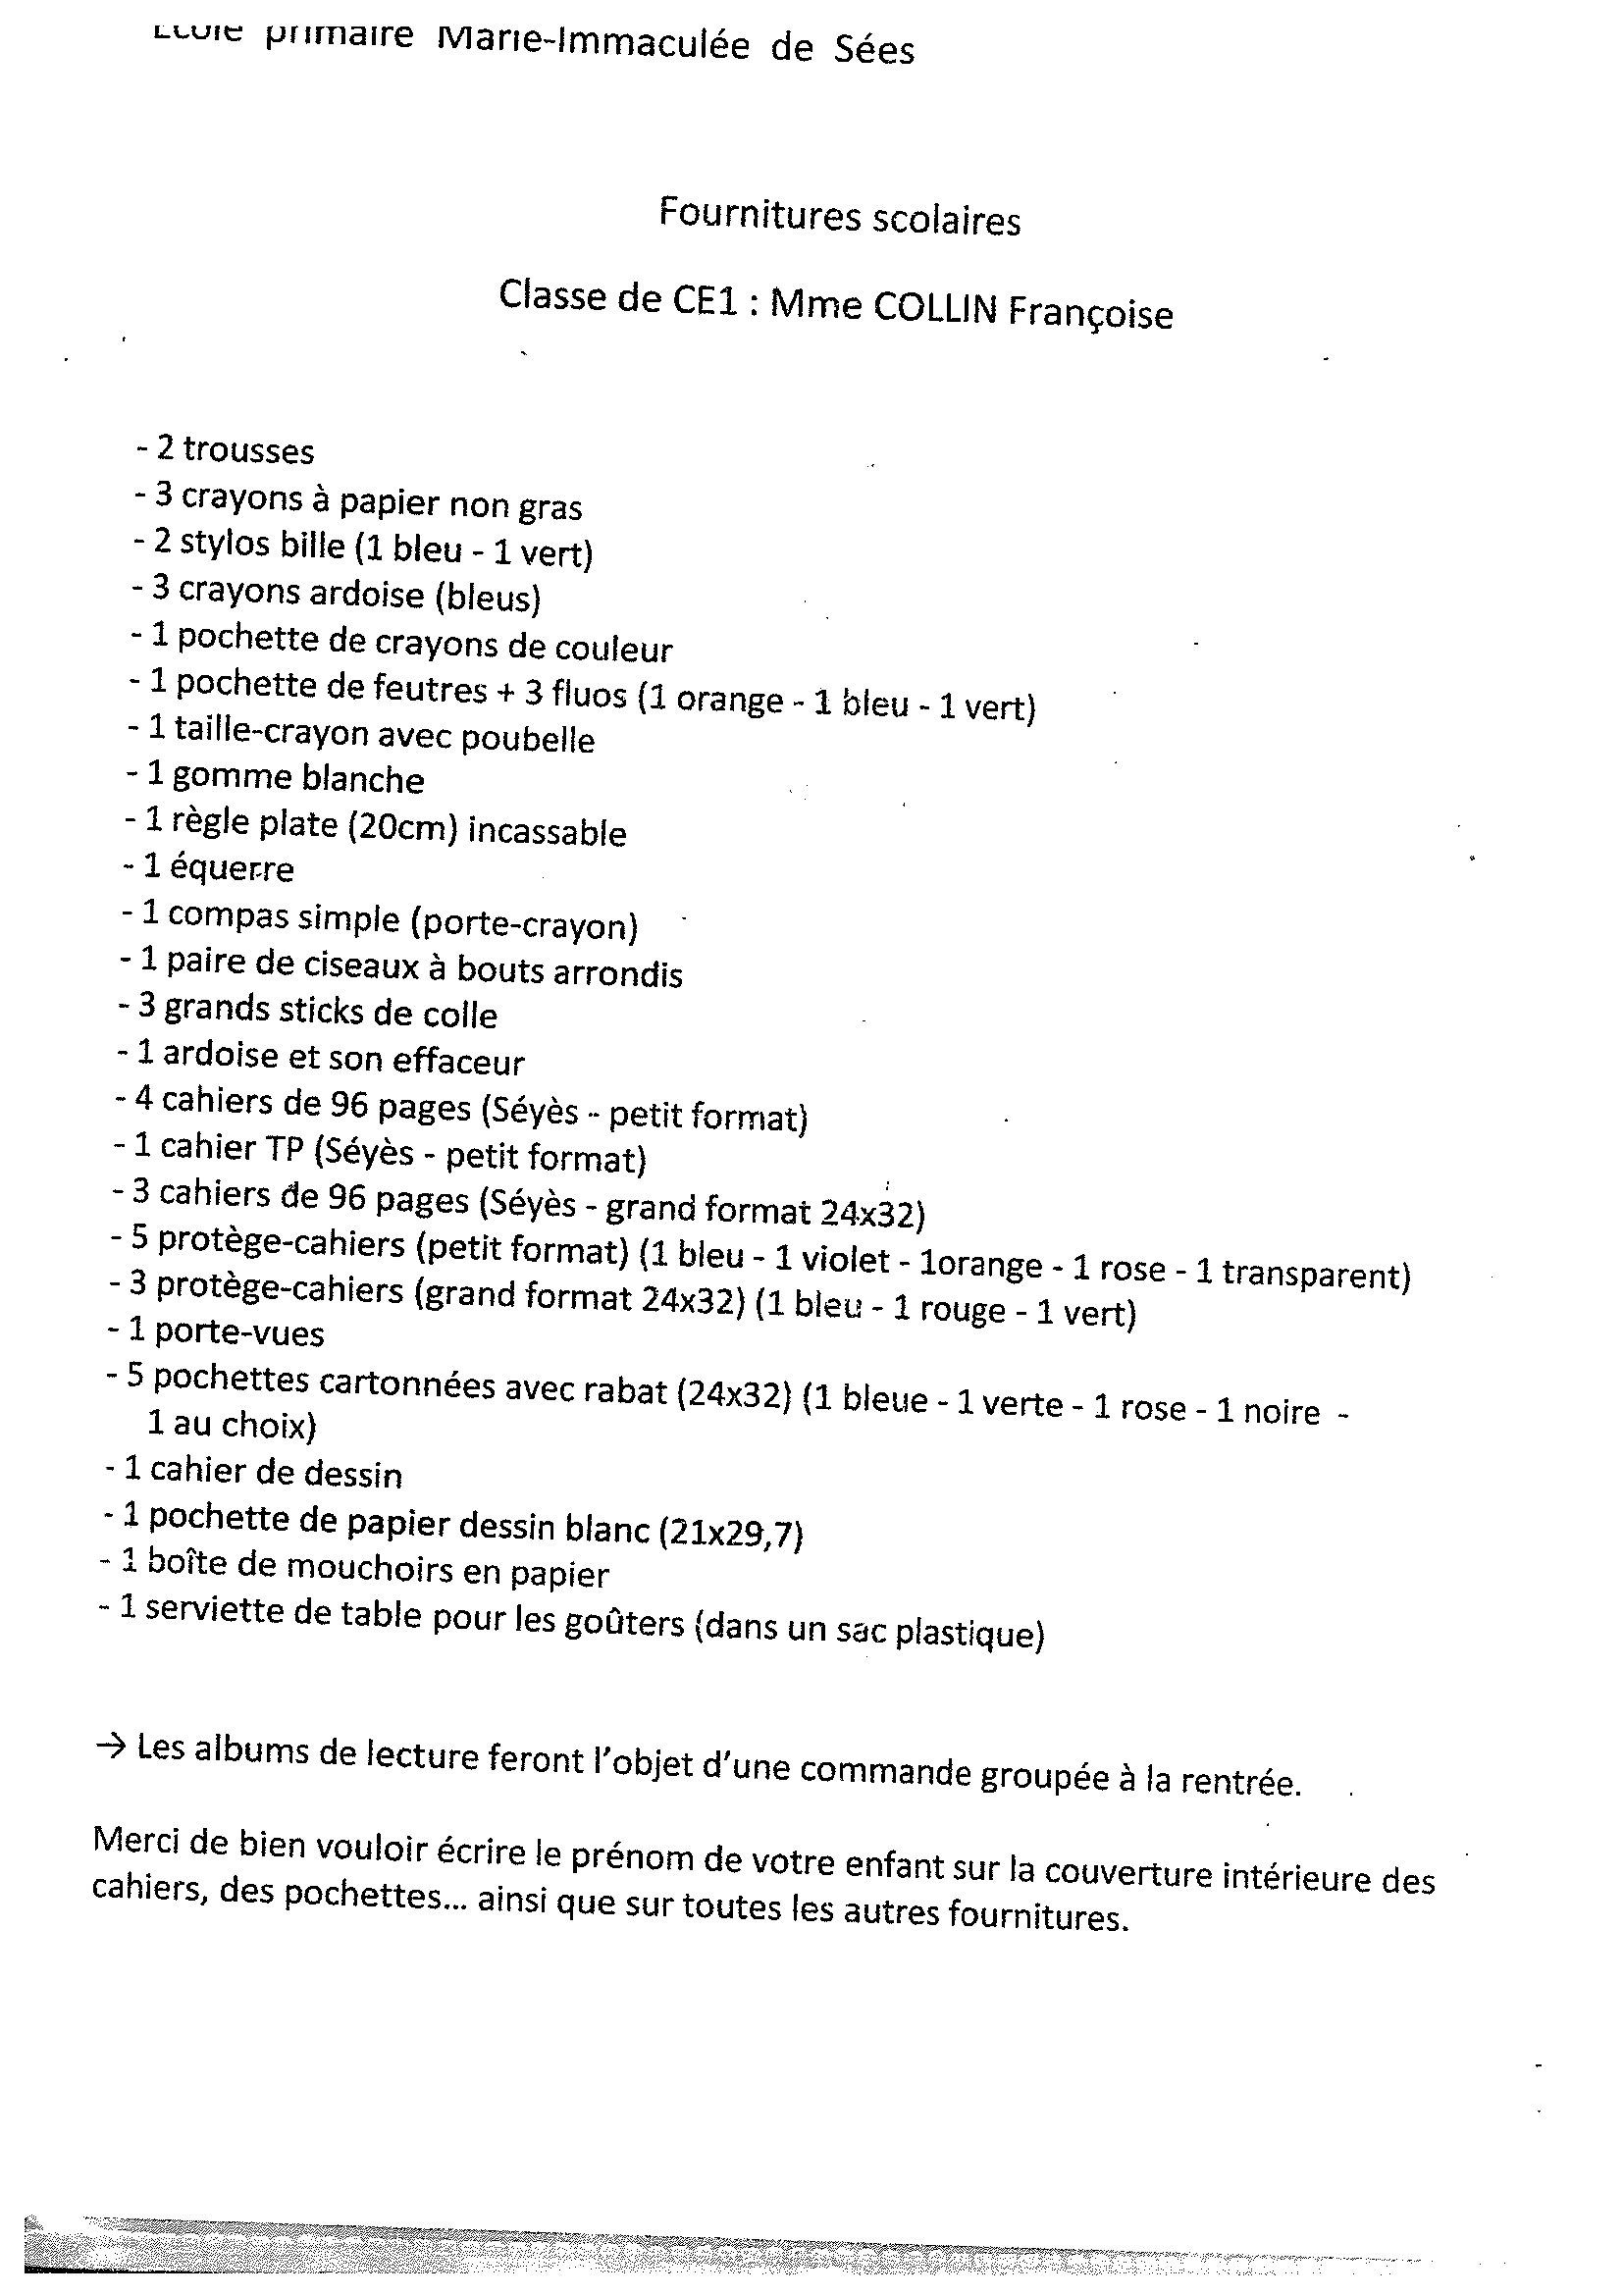 Ecole primaire Marie-Immaculée de Sées
Fournitures scolaires
Classe de CE1 : Mme COLLIN Françoise
- 2 trousses
- 3 crayons à papier non gras
- 2 stylos bille (1 bleu - 1 vert)
- 3 crayons ardoise (bleus)
- 1 pochette de crayons de couleur
- 1 pochette de feutres + 3 fluos (1 orange - 1 bleu - 1 vert)
- 1 taille-crayon avec poubelle
- 1 gomme blanche
- 1 règle plate (20cm) incassable
- 1 équerre
- 1 compas simple (porte-crayon)
- 1 paire de ciseaux à bouts arrondis
- 3 grands sticks de colle
- 1 ardoise et son effaceur
- 4 cahiers de 96 pages (Séyès - petit format)
- 1 cahier TP (Séyès - petit format)
- 3 cahiers de 96 pages (Séyès - grand format 24x32)
- 5 protège-cahiers (petit format) (1 bleu - 1 violet - 1orange - 1 rose - 1 transparent)
- 3 protège-cahiers (grand format 24x32) (1 bleu - 1 rouge - 1 vert)
- 1 porte-vues
- 5 pochettes cartonnées avec rabat (24x32) (1 bleue - 1 verte - 1 rose - 1 noire -
1 au choix)
- 1 cahier de dessin
- 1 pochette de papier dessin blanc (21x29,7)
- 1 boîte de mouchoirs en papier
- 1 serviette de table pour les goûters (dans un sac plastique)
→ Les albums de lecture feront l'objet d'une commande groupée à la rentrée.
Merci de bien vouloir écrire le prénom de votre enfant sur la couverture intérieure des
cahiers, des pochettes... ainsi que sur toutes les autres fournitures.